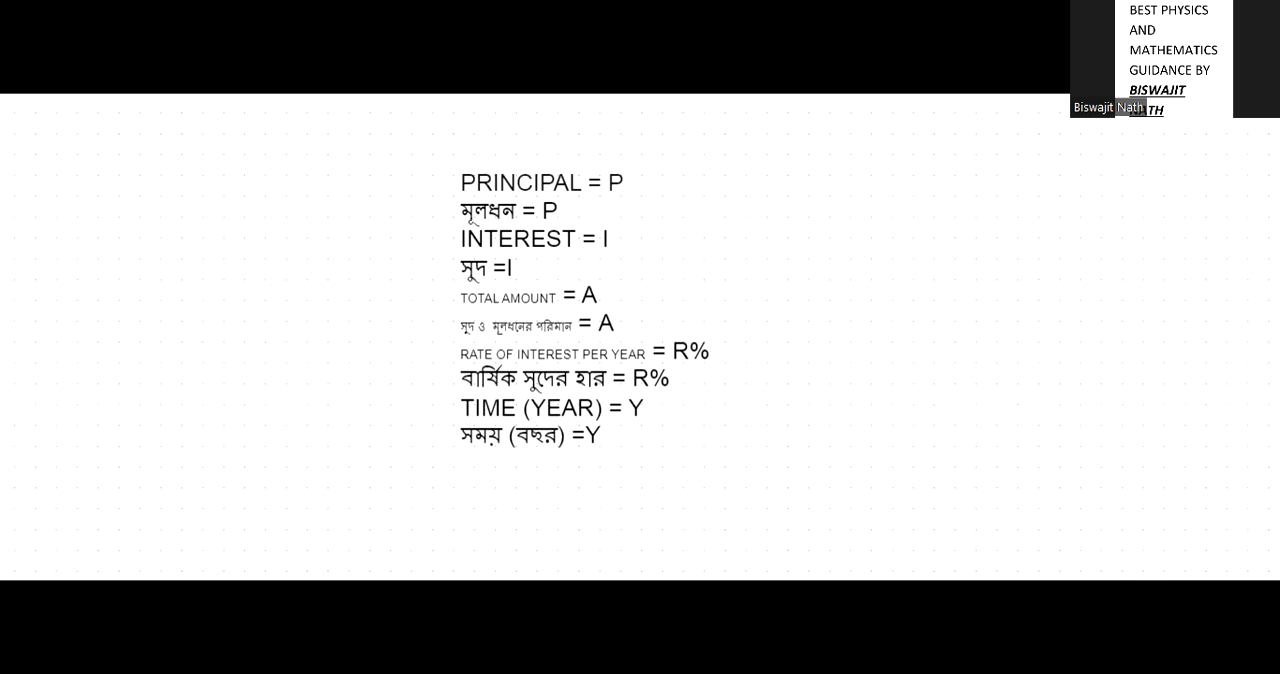 BEST PHYSICS
AND
MATHEMATICS
GUIDANCE BY
BISWAJIT
NATH
Biswajit Nath
PRINCIPAL = P
মূলধন = P
INTEREST = I
সুদ =I
TOTAL AMOUNT = A
সুদ ও মূলধনের পরিমান = A
RATE OF INTEREST PER YEAR = R%
বার্ষিক সুদের হার = R%
TIME (YEAR) = Y
সময় (বছর) =Y